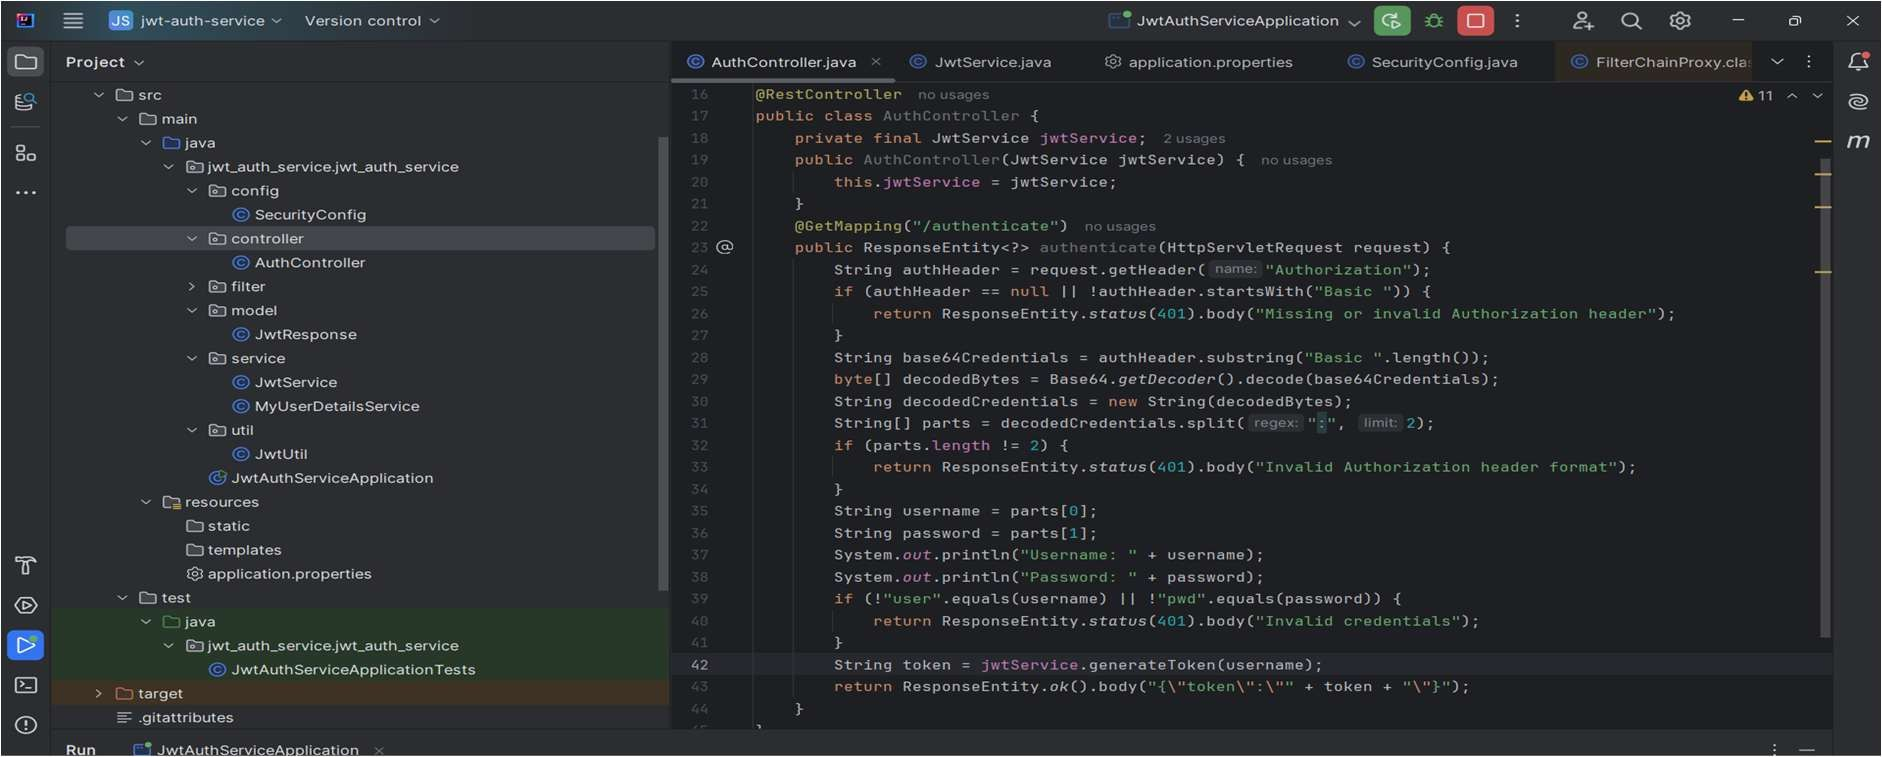 JS jwt-auth-service Version control JwtAuthServiceApplication
Project
AuthController.java JwtService.java application.properties SecurityConfig.java FilterChainProxy.clas
src
main
java
jwt_auth_service.jwt_auth_service
config
SecurityConfig
controller
AuthController
filter
model
JwtResponse
service
JwtService
MyUserDetailsService
util
JwtUtil
JwtAuthServiceApplication
resources
static
templates
application.properties
test
java
jwt_auth_service.jwt_auth_service
JwtAuthServiceApplicationTests
target
.gitattributes
11
16 @RestController no usages
17 public class AuthController {
18 private final JwtService jwtService; 2 usages
19 public AuthController(JwtService jwtService) { no usages
20 this.jwtService = jwtService;
21 }
22 @GetMapping("/authenticate") no usages
23 public ResponseEntity<?> authenticate(HttpServletRequest request) {
24 String authHeader = request.getHeader( name: "Authorization");
25 if (authHeader == null || !authHeader.startsWith("Basic ")) {
26 return ResponseEntity.status(401).body("Missing or invalid Authorization header");
27 }
28 String base64Credentials = authHeader.substring("Basic ".length());
29 byte[] decodedBytes = Base64.getDecoder().decode(base64Credentials);
30 String decodedCredentials = new String(decodedBytes);
31 String[] parts = decodedCredentials.split( regex: ":", limit: 2);
32 if (parts.length != 2) {
33 return ResponseEntity.status(401).body("Invalid Authorization header format");
34 }
35 String username = parts[0];
36 String password = parts[1];
37 System.out.println("Username: " + username);
38 System.out.println("Password: " + password);
39 if (!"user".equals(username) || !"pwd".equals(password)) {
40 return ResponseEntity.status(401).body("Invalid credentials");
41 }
42 String token = jwtService.generateToken(username);
43 return ResponseEntity.ok().body("{\"token\":\"" + token + "\"}");
44 }
Run JwtAuthServiceApplication